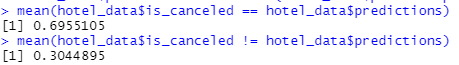 > mean(hotel_data$is_canceled == hotel_data$predictions)
[1] 0.6955105
> mean(hotel_data$is_canceled != hotel_data$predictions)
[1] 0.3044895